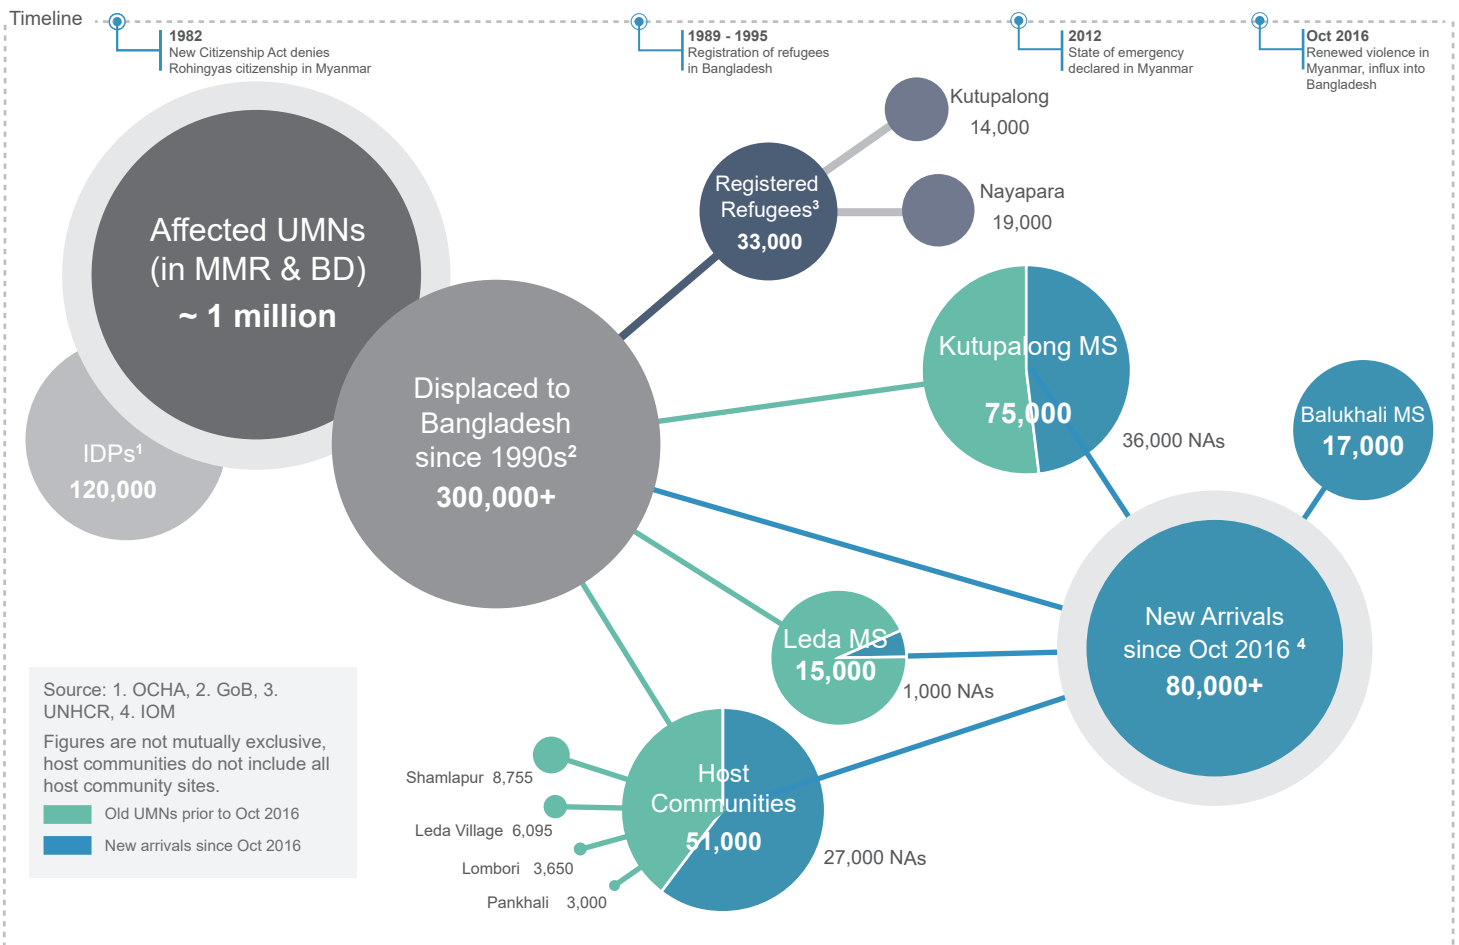 Timeline
1982
New Citizenship Act denies
Rohingyas citizenship in Myanmar
1989 - 1995
Registration of refugees
in Bangladesh
2012
State of emergency
declared in Myanmar
Oct 2016
Renewed violence in
Myanmar, influx into
Bangladesh
Affected UMNs
(in MMR & BD)
~ 1 million
IDPs¹
120,000
Displaced to
Bangladesh
since 1990s²
300,000+
Registered
Refugees³
33,000
Kutupalong
14,000
Nayapara
19,000
Kutupalong MS
75,000
36,000 NAs
Balukhali MS
17,000
New Arrivals
since Oct 2016 ⁴
80,000+
Leda MS
15,000
1,000 NAs
Host
Communities
51,000
27,000 NAs
Shamlapur 8,755
Leda Village 6,095
Lombori 3,650
Pankhali 3,000
Source: 1. OCHA, 2. GoB, 3.
UNHCR, 4. IOM
Figures are not mutually exclusive,
host communities do not include all
host community sites.
Old UMNs prior to Oct 2016
New arrivals since Oct 2016